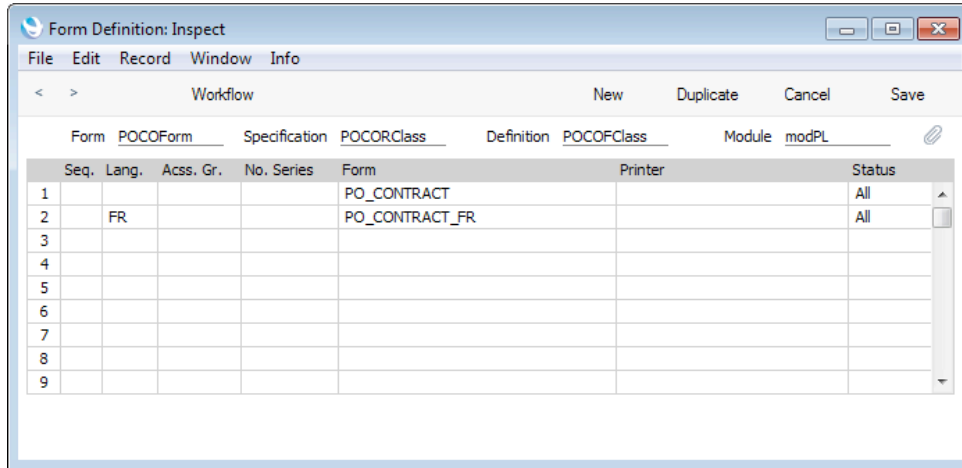 Form Definition: Inspect
File Edit Record Window Info
< > Workflow New Duplicate Cancel Save
Form POCOForm Specification POCORClass Definition POCOFClass Module modPL
Seq. Lang. Acss. Gr. No. Series Form Printer Status
1 PO_CONTRACT All
2 FR PO_CONTRACT_FR All
3
4
5
6
7
8
9